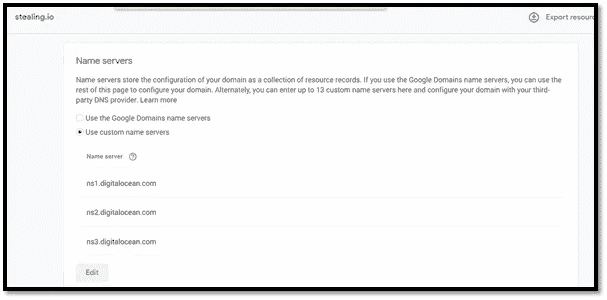 stealing.io
Export resour
Name servers
Name servers store the configuration of your domain as a collection of resource records. If you use the Google Domains name servers, you can use the
rest of this page to configure your domain. Alternatively, you can enter up to 13 custom name servers here and configure your domain with your third-
party DNS provider. Learn more
Use the Google Domains name servers
Use custom name servers
Name server
ns1.digitalocean.com
ns2.digitalocean.com
ns3.digitalocean.com
Edit